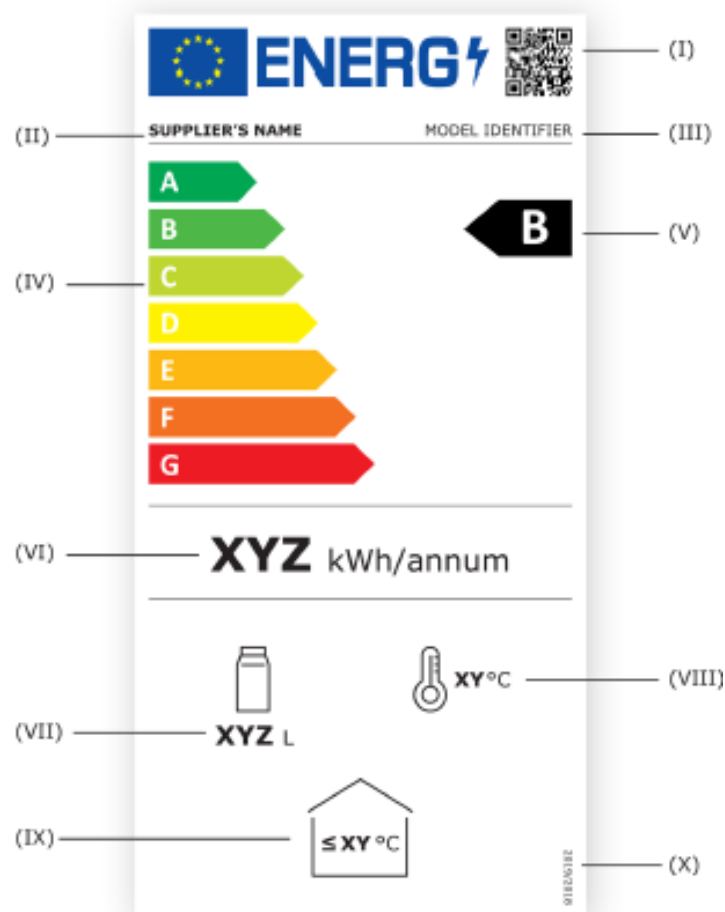 ENERG
(I)
(II)
SUPPLIER'S NAME
MODEL IDENTIFIER
(III)
A
B
B
(V)
(IV)
C
D
E
F
G
(VI)
XYZ kWh/annum
XY°C
(VIII)
(VII)
XYZ L
(IX)
≤ XY °C
2019/2018
(X)